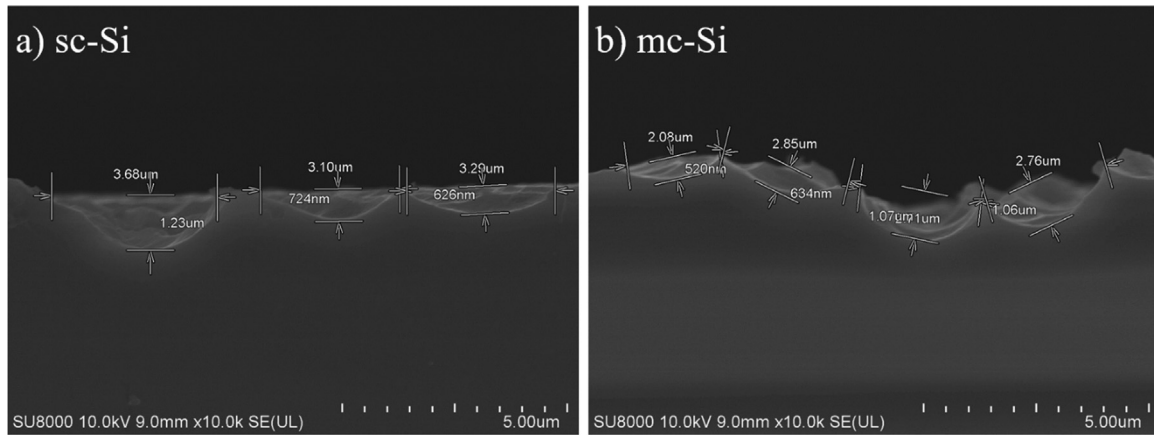 a) sc-Si
3.68um
3.10um
3.29um
724nm
626nm
1.23um
SU8000 10.0kV 9.0mm x10.0k SE(UL)
5.00um
b) mc-Si
2.08um
2.85um
520nm
2.76um
634nm
1.07um
1.06um
SU8000 10.0kV 9.0mm x10.0k SE(UL)
5.00um